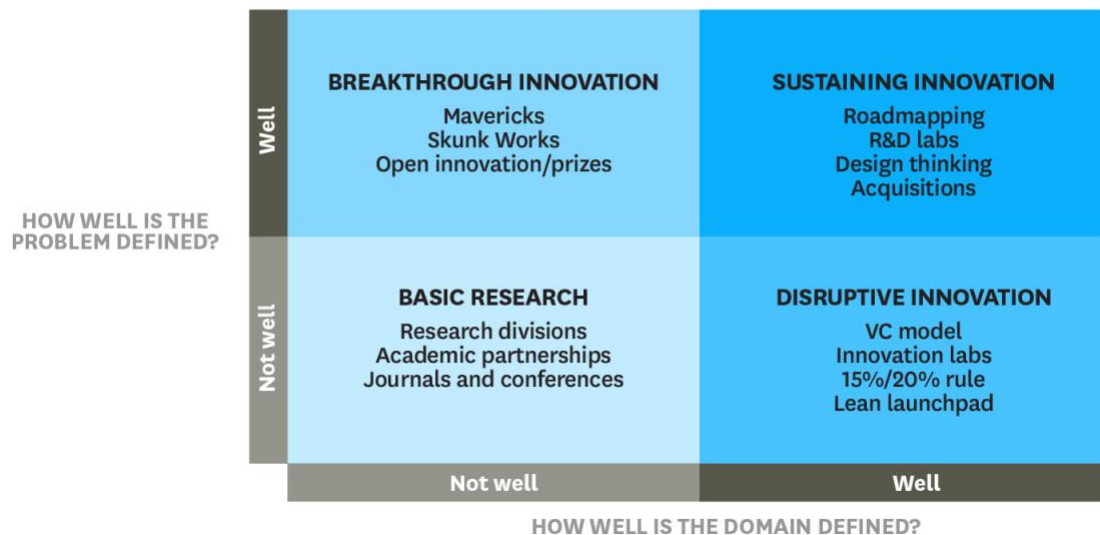 BREAKTHROUGH INNOVATION
Mavericks
Skunk Works
Open innovation/prizes
SUSTAINING INNOVATION
Roadmapping
R&D labs
Design thinking
Acquisitions
Well
HOW WELL IS THE
PROBLEM DEFINED?
Not well
BASIC RESEARCH
Research divisions
Academic partnerships
Journals and conferences
DISRUPTIVE INNOVATION
VC model
Innovation labs
15%/20% rule
Lean launchpad
Not well
Well
HOW WELL IS THE DOMAIN DEFINED?